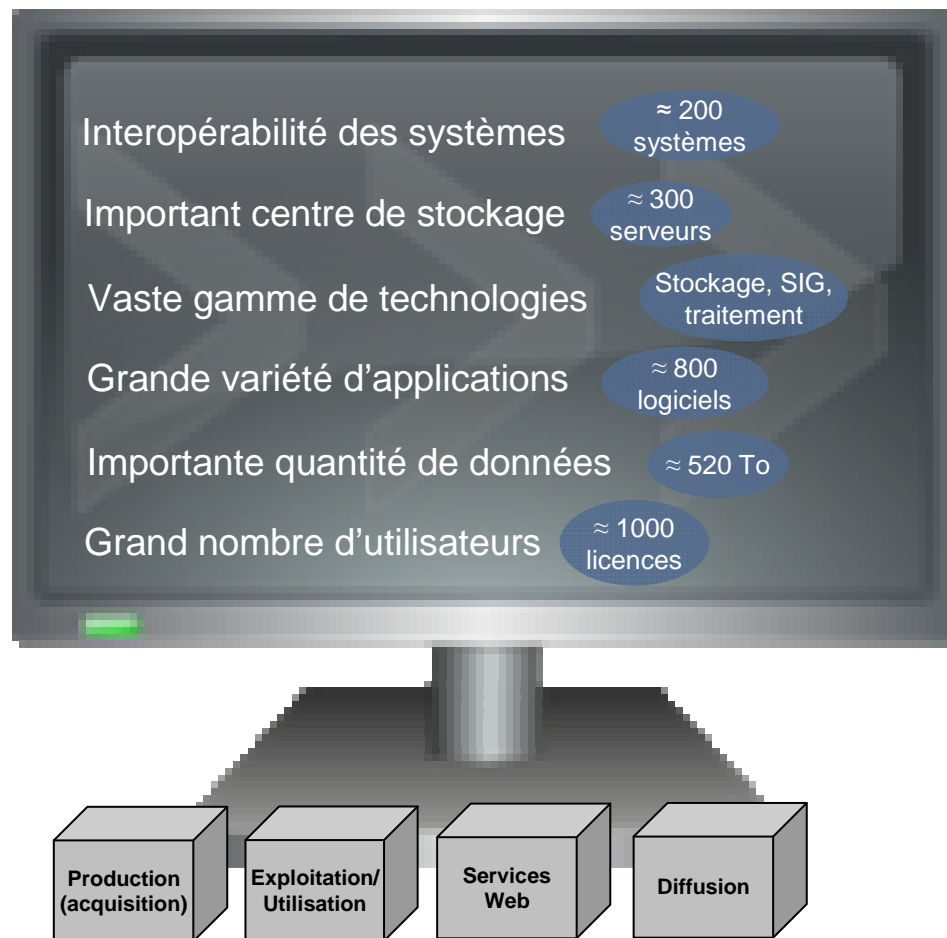 Interopérabilité des systèmes
≈ 200
systèmes
Important centre de stockage
≈ 300
serveurs
Vaste gamme de technologies
Stockage, SIG,
traitement
Grande variété d’applications
≈ 800
logiciels
Importante quantité de données
≈ 520 To
Grand nombre d’utilisateurs
≈ 1000
licences
Production
(acquisition)
Exploitation/
Utilisation
Services
Web
Diffusion